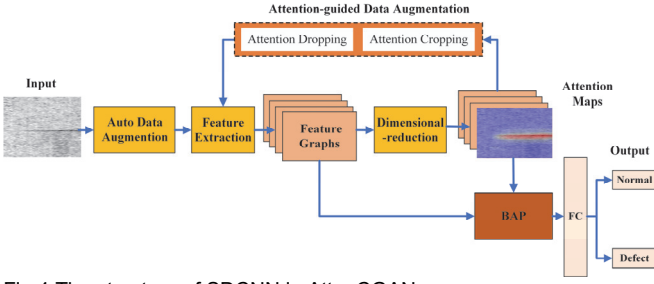 Attention-guided Data Augmentation
Attention Dropping
Attention Cropping
Input
Auto Data
Augmentation
Feature
Extraction
Feature
Graphs
Dimensional
-reduction
Attention
Maps
BAP
FC
Output
Normal
Defect